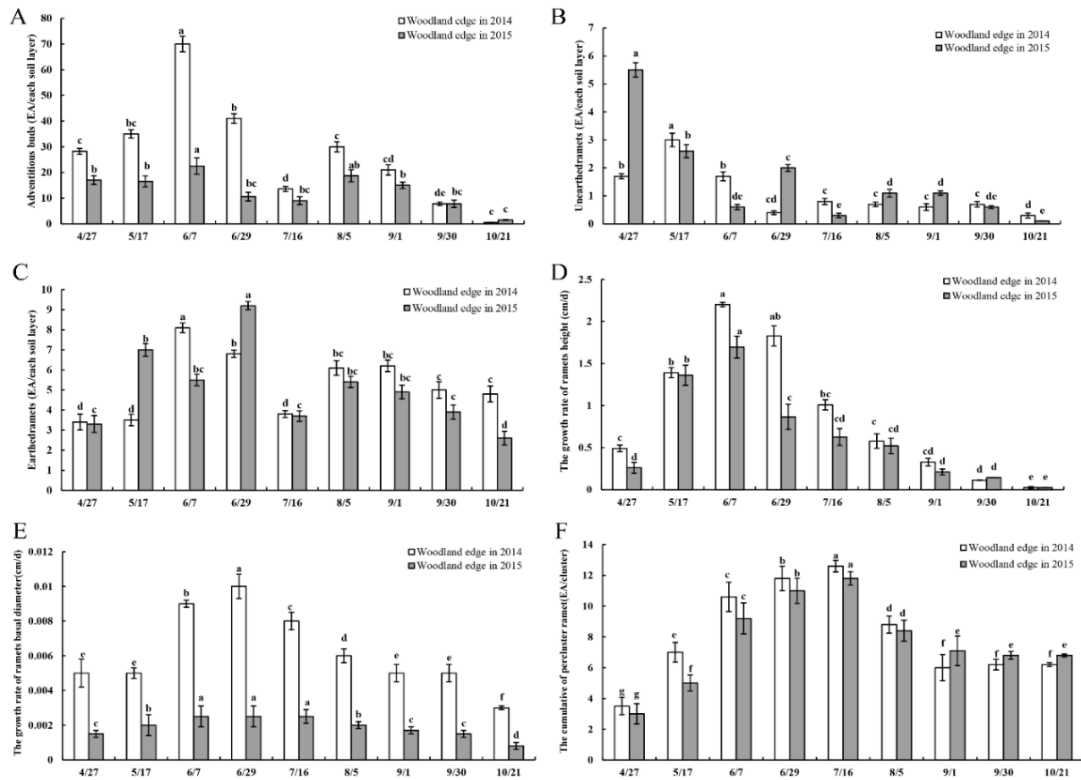 A
Adventitious buds (EA/each soil layer)
Woodland edge in 2014
Woodland edge in 2015
80
70
60
50
40
30
20
10
0
c b bc b a a b bc d bc c ab cd b de bc c c
4/27 5/17 6/7 6/29 7/16 8/5 9/1 9/30 10/21
B
Unearthedramets (EA/each soil layer)
Woodland edge in 2014
Woodland edge in 2015
7
6
5
4
3
2
1
0
b a b b b de cd c c e c d c d c de d e
4/27 5/17 6/7 6/29 7/16 8/5 9/1 9/30 10/21
C
Earthedramets (EA/each soil layer)
Woodland edge in 2014
Woodland edge in 2015
10
9
8
7
6
5
4
3
2
1
0
d c d b a b b a d c bc bc bc bc c c c d
4/27 5/17 6/7 6/29 7/16 8/5 9/1 9/30 10/21
D
The growth rate of ramets height (cm/d)
Woodland edge in 2014
Woodland edge in 2015
2.5
2
1.5
1
0.5
0
c d b b a a ab c bc cd cd cd cd d d d e e
4/27 5/17 6/7 6/29 7/16 8/5 9/1 9/30 10/21
E
The growth rate of ramets basal diameter(cm/d)
Woodland edge in 2014
Woodland edge in 2015
0.012
0.01
0.008
0.006
0.004
0.002
0
e c e b b a a a c a d b e c e c f d
4/27 5/17 6/7 6/29 7/16 8/5 9/1 9/30 10/21
F
The cumulative of percluster ramet(EA/cluster)
Woodland edge in 2014
Woodland edge in 2015
14
12
10
8
6
4
2
0
g g e f c c b b a a d d f e f e f e
4/27 5/17 6/7 6/29 7/16 8/5 9/1 9/30 10/21